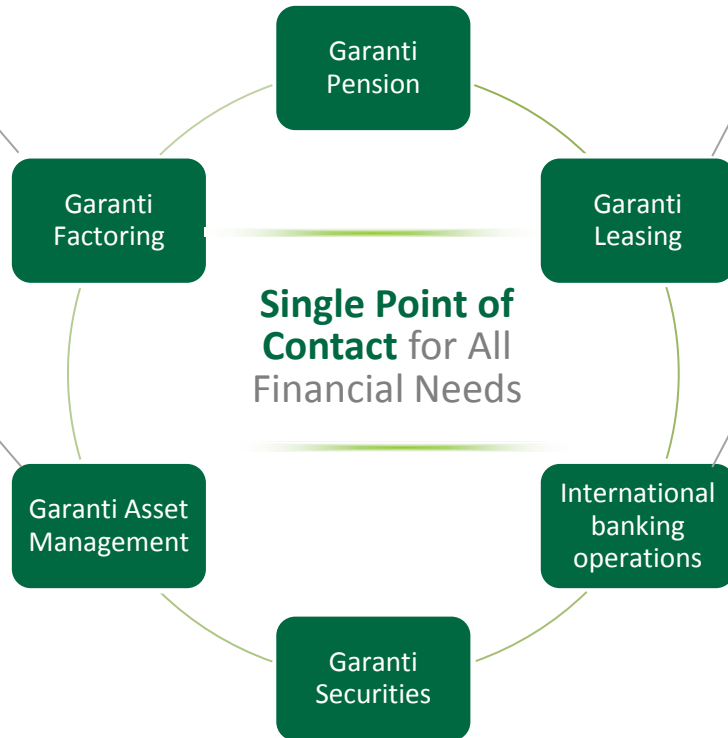 Garanti
Pension
Garanti
Factoring
Garanti
Leasing
Single Point of
Contact for All
Financial Needs
Garanti Asset
Management
International
banking
operations
Garanti
Securities